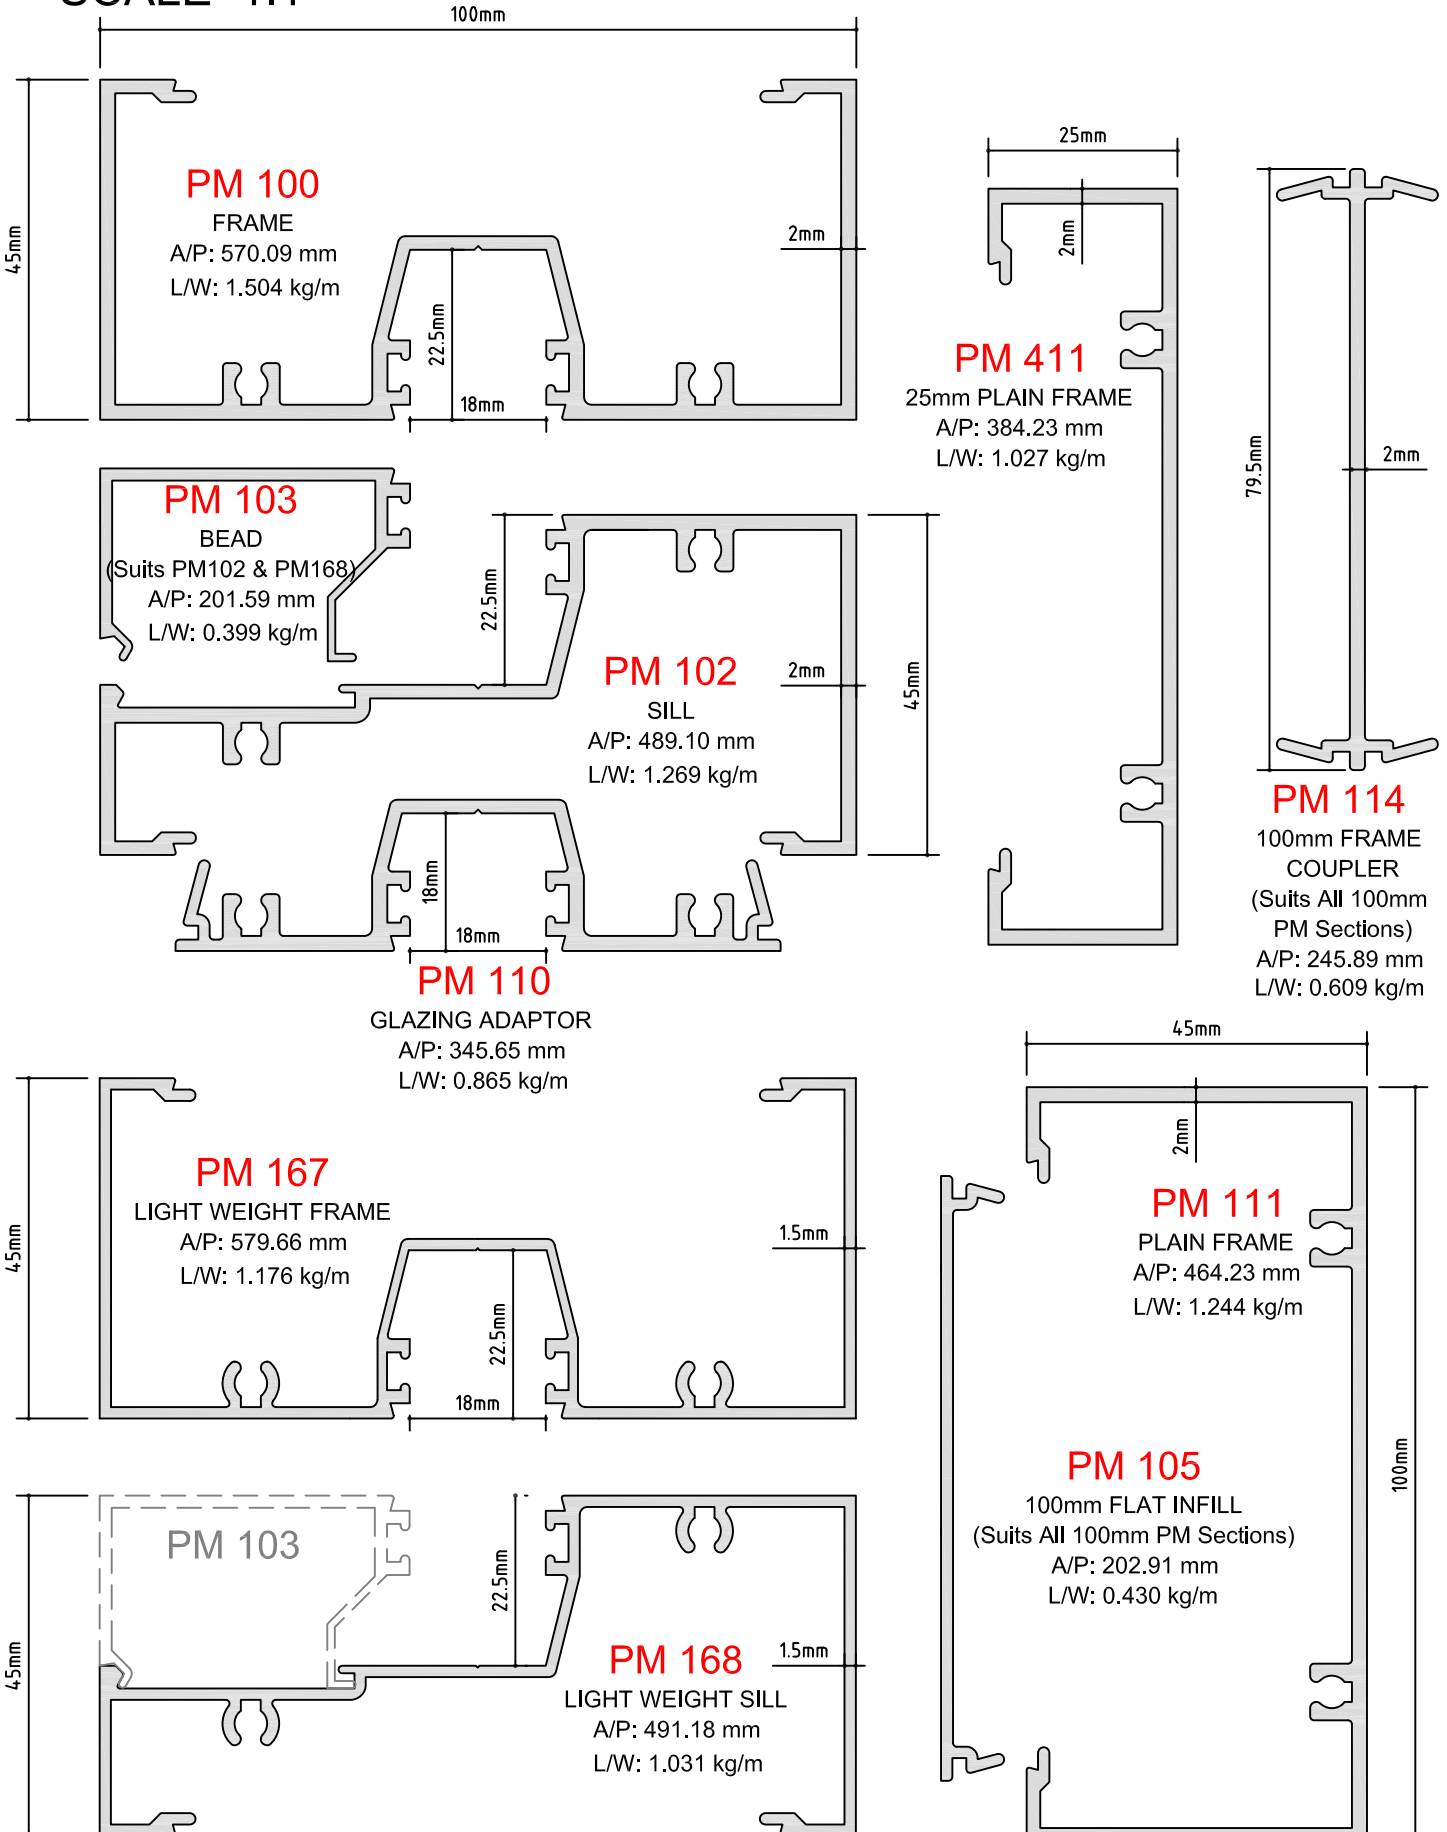 100mm
45mm
PM 100
FRAME
A/P: 570.09 mm
L/W: 1.504 kg/m
22.5mm
18mm
2mm
25mm
2mm
PM 411
25mm PLAIN FRAME
A/P: 384.23 mm
L/W: 1.027 kg/m
79.5mm
2mm
PM 114
100mm FRAME
COUPLER
(Suits All 100mm
PM Sections)
A/P: 245.89 mm
L/W: 0.609 kg/m
PM 103
BEAD
(Suits PM102 & PM168)
A/P: 201.59 mm
L/W: 0.399 kg/m
22.5mm
PM 102
SILL
A/P: 489.10 mm
L/W: 1.269 kg/m
2mm
45mm
18mm
18mm
PM 110
GLAZING ADAPTOR
A/P: 345.65 mm
L/W: 0.865 kg/m
45mm
PM 167
LIGHT WEIGHT FRAME
A/P: 579.66 mm
L/W: 1.176 kg/m
22.5mm
18mm
1.5mm
45mm
2mm
PM 111
PLAIN FRAME
A/P: 464.23 mm
L/W: 1.244 kg/m
100mm
PM 105
100mm FLAT INFILL
(Suits All 100mm PM Sections)
A/P: 202.91 mm
L/W: 0.430 kg/m
45mm
PM 103
22.5mm
PM 168
LIGHT WEIGHT SILL
A/P: 491.18 mm
L/W: 1.031 kg/m
1.5mm